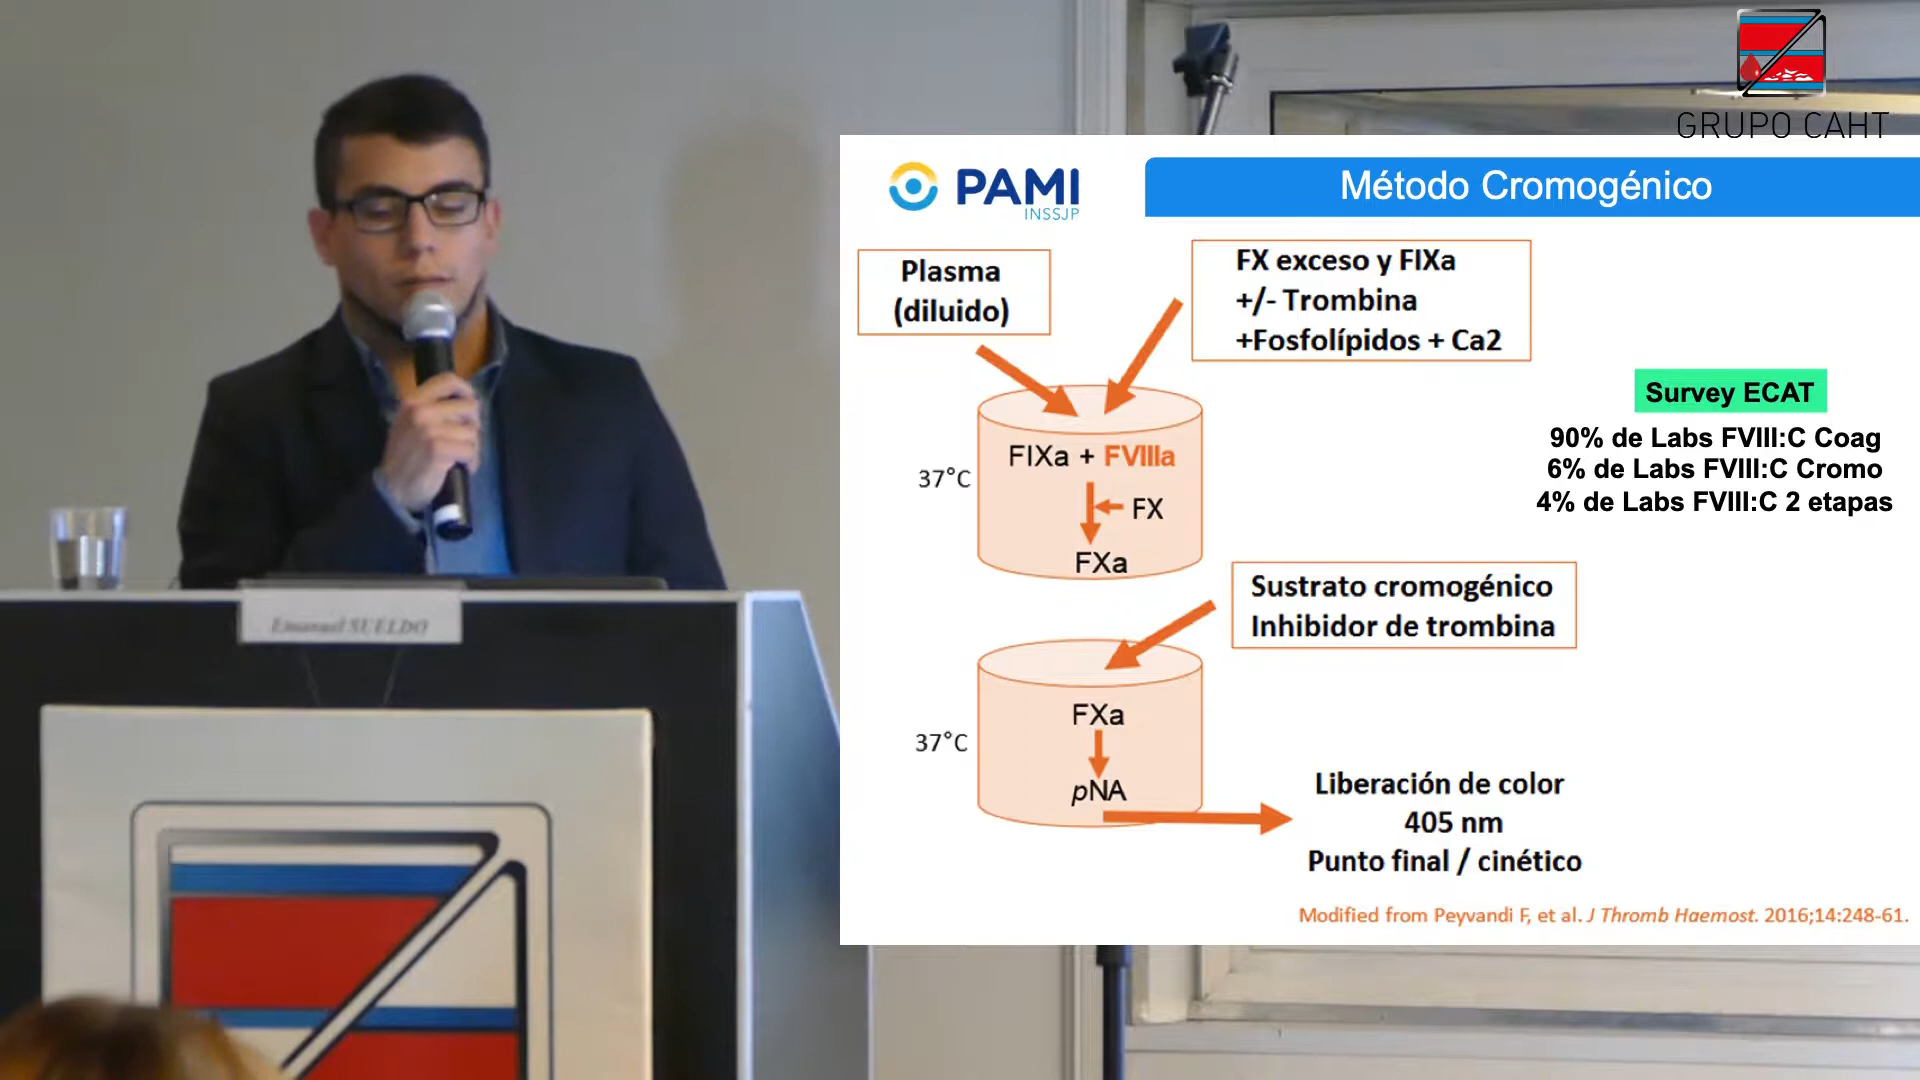 GRUPO CAHT
PAMI
INSSJP
Método Cromogénico
Plasma
(diluido)
FX exceso y FIXa
+/- Trombina
+Fosfolípidos + Ca2
Survey ECAT
90% de Labs FVIII:C Coag
6% de Labs FVIII:C Cromo
4% de Labs FVIII:C 2 etapas
37°C
FIXa + FVIIIa
FX
FXa
Sustrato cromogénico
Inhibidor de trombina
37°C
FXa
pNA
Liberación de color
405 nm
Punto final / cinético
Modified from Peyvandi F, et al. J Thromb Haemost. 2016;14:248-61.
Emanuel SUELDO